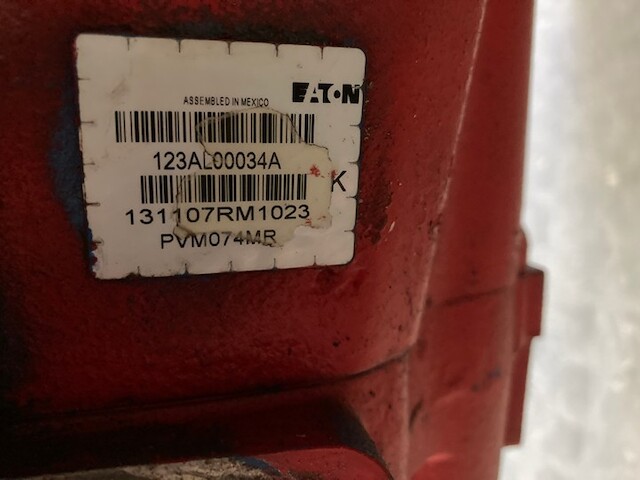 EATON
ASSEMBLED IN MEXICO
123AL00034A
K
131107RM1023
PVM074MR